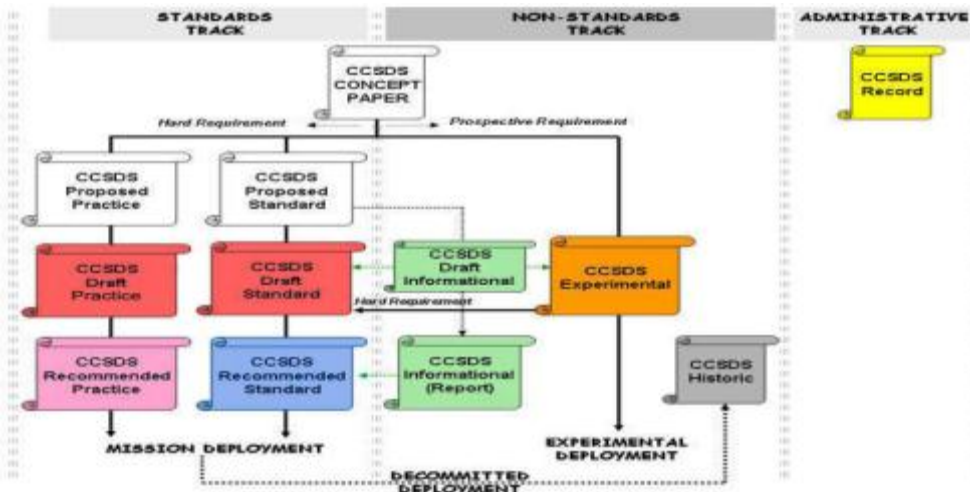 STANDARDS
TRACK
NON-STANDARDS
TRACK
ADMINISTRATIVE
TRACK
CCSDS
CONCEPT
PAPER
CCSDS
Record
Hard Requirement
Prospective Requirement
CCSDS
Proposed
Practice
CCSDS
Proposed
Standard
CCSDS
Draft
Practice
CCSDS
Draft
Standard
CCSDS
Draft
Informational
CCSDS
Experimental
Hard Requirement
CCSDS
Recommended
Practice
CCSDS
Recommended
Standard
CCSDS
Informational
(Report)
CCSDS
Historic
MISSION DEPLOYMENT
EXPERIMENTAL
DEPLOYMENT
DECOMMITTED
DEPLOYMENT